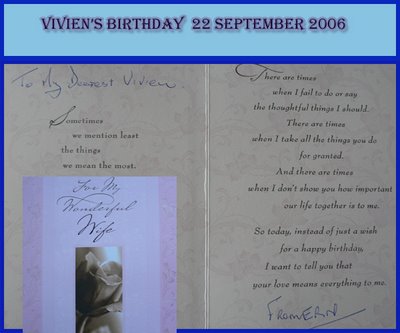 VIVIEN'S BIRTHDAY 22 SEPTEMBER 2006
To My Dearest Vivien.
Sometimes
we mention least
the things
we mean the most.
For My
Wonderful
Wife
There are times
when I fail to do or say
the thoughtful things I should.
There are times
when I take all the things you do
for granted.
And there are times
when I don't show you how important
our life together is to me.
So today, instead of just a wish
for a happy birthday,
I want to tell you that
your love means everything to me.
From